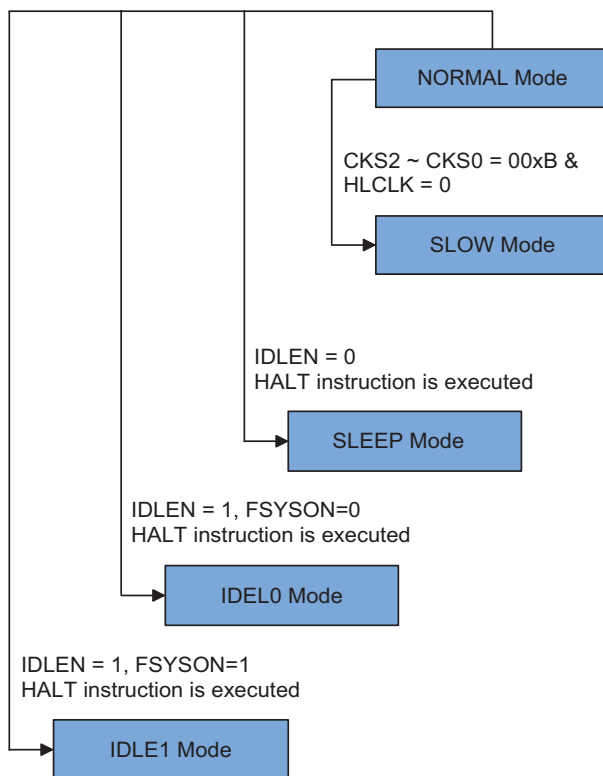 NORMAL Mode
CKS2 ~ CKS0 = 00xB &
HLCLK = 0
SLOW Mode
IDLEN = 0
HALT instruction is executed
SLEEP Mode
IDLEN = 1, FSYSON=0
HALT instruction is executed
IDEL0 Mode
IDLEN = 1, FSYSON=1
HALT instruction is executed
IDLE1 Mode